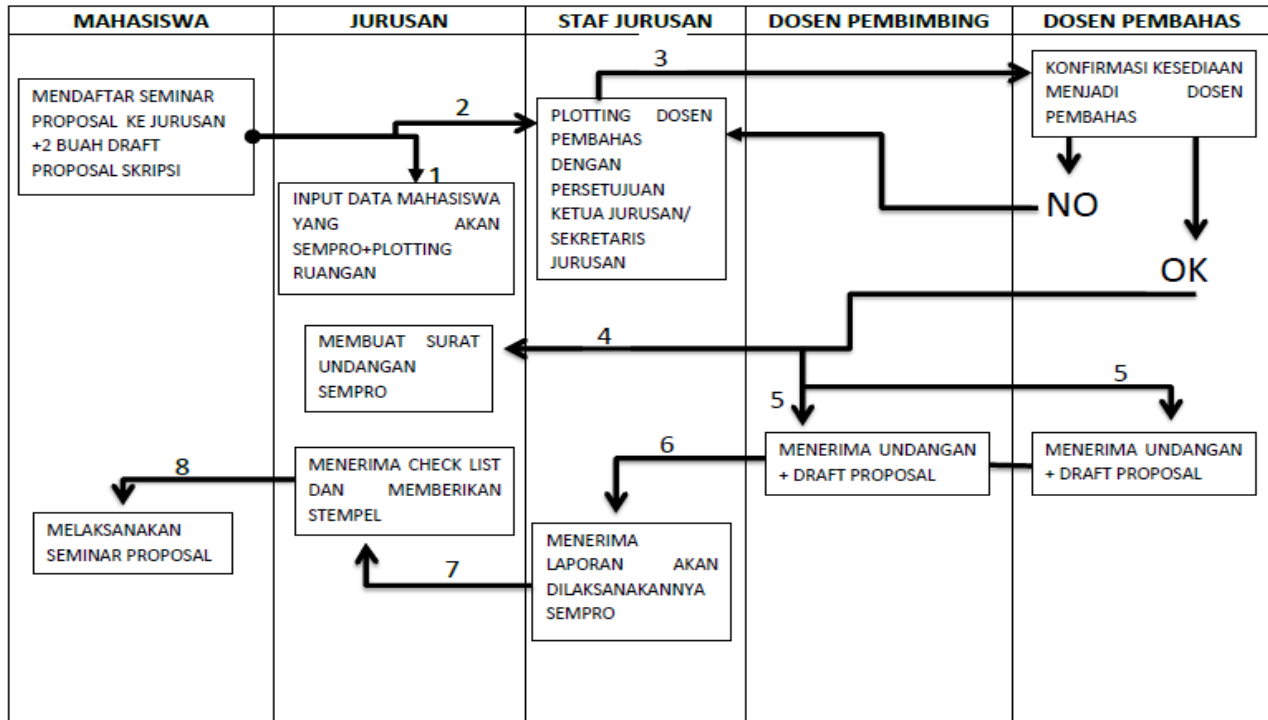 MAHASISWA
JURUSAN
STAF JURUSAN
DOSEN PEMBIMBING
DOSEN PEMBAHAS
MENDAFTAR SEMINAR
PROPOSAL KE JURUSAN
+2 BUAH DRAFT
PROPOSAL SKRIPSI
1
INPUT DATA MAHASISWA
YANG AKAN
SEMPRO+PLOTTING
RUANGAN
2
PLOTTING DOSEN
PEMBAHAS
DENGAN
PERSETUJUAN
KETUA JURUSAN/
SEKRETARIS
JURUSAN
3
KONFIRMASI KESEDIAAN
MENJADI DOSEN
PEMBAHAS
NO
OK
4
MEMBUAT SURAT
UNDANGAN
SEMPRO
5
MENERIMA UNDANGAN
+ DRAFT PROPOSAL
5
MENERIMA UNDANGAN
+ DRAFT PROPOSAL
6
MENERIMA
LAPORAN AKAN
DILAKSANAKANNYA
SEMPRO
7
MENERIMA CHECK LIST
DAN MEMBERIKAN
STEMPEL
8
MELAKSANAKAN
SEMINAR PROPOSAL